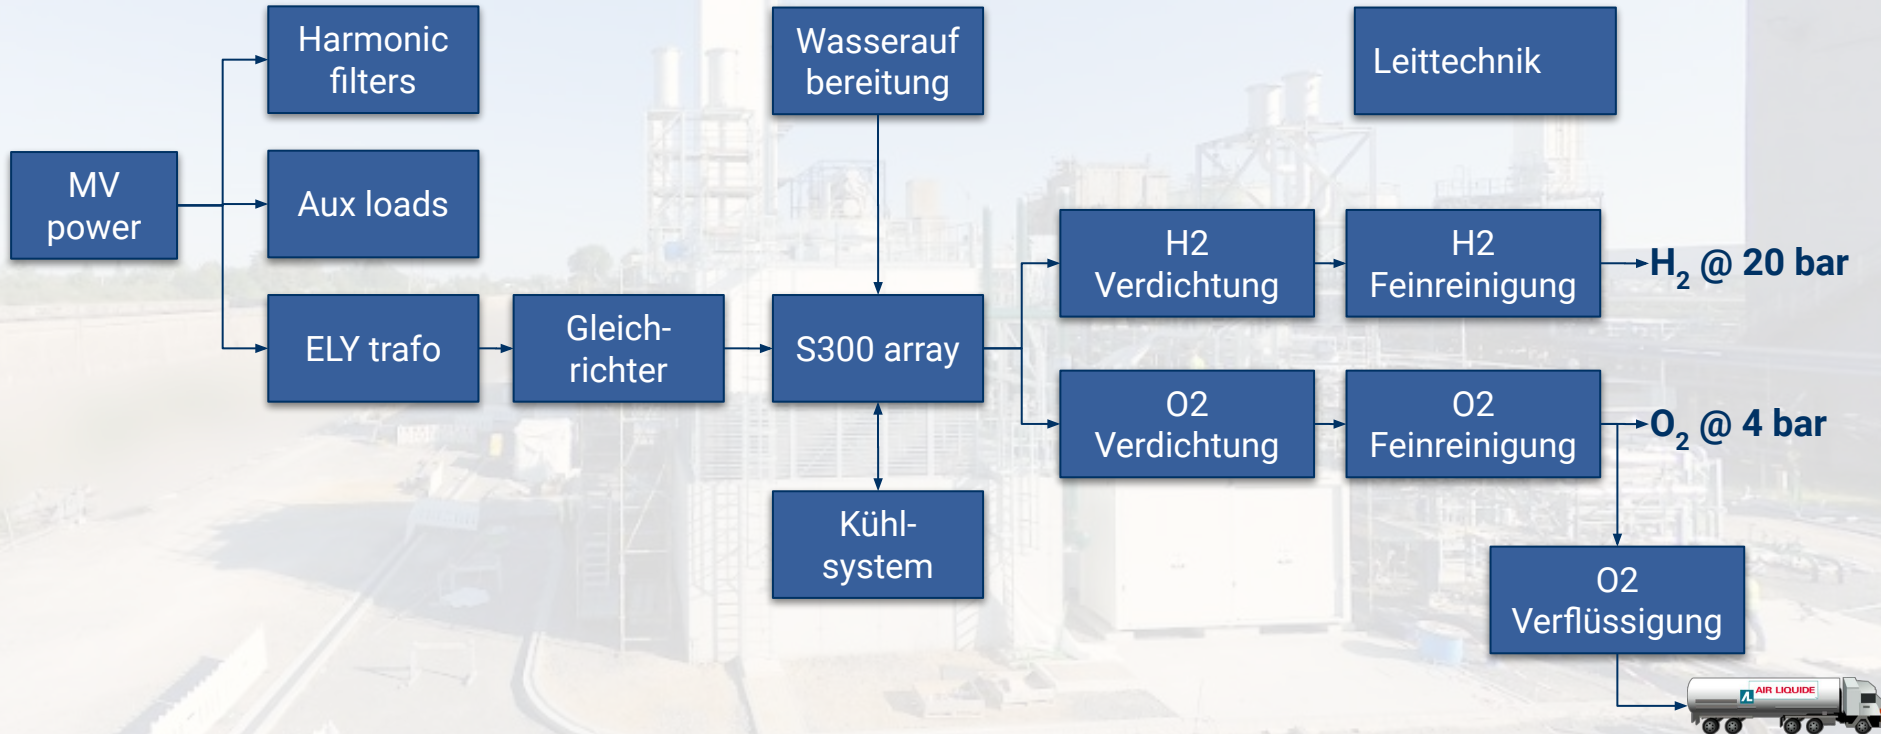 Harmonic
filters
Wasserauf
bereitung
Leittechnik
MV
power
Aux loads
H2
Verdichtung
H2
Feinreinigung
H2 @ 20 bar
ELY trafo
Gleich-
richter
S300 array
O2
Verdichtung
O2
Feinreinigung
O2 @ 4 bar
Kühl-
system
O2
Verflüssigung
AIR LIQUIDE